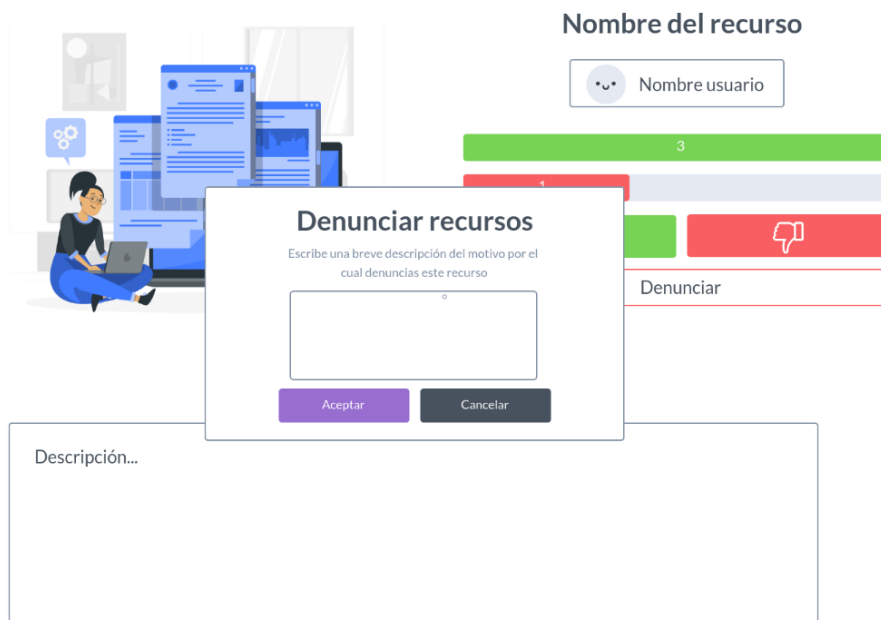 Nombre del recurso
Nombre usuario
3
1
Denunciar recursos
Escribe una breve descripción del motivo por el
cual denuncias este recurso
Denunciar
Aceptar
Cancelar
Descripción...